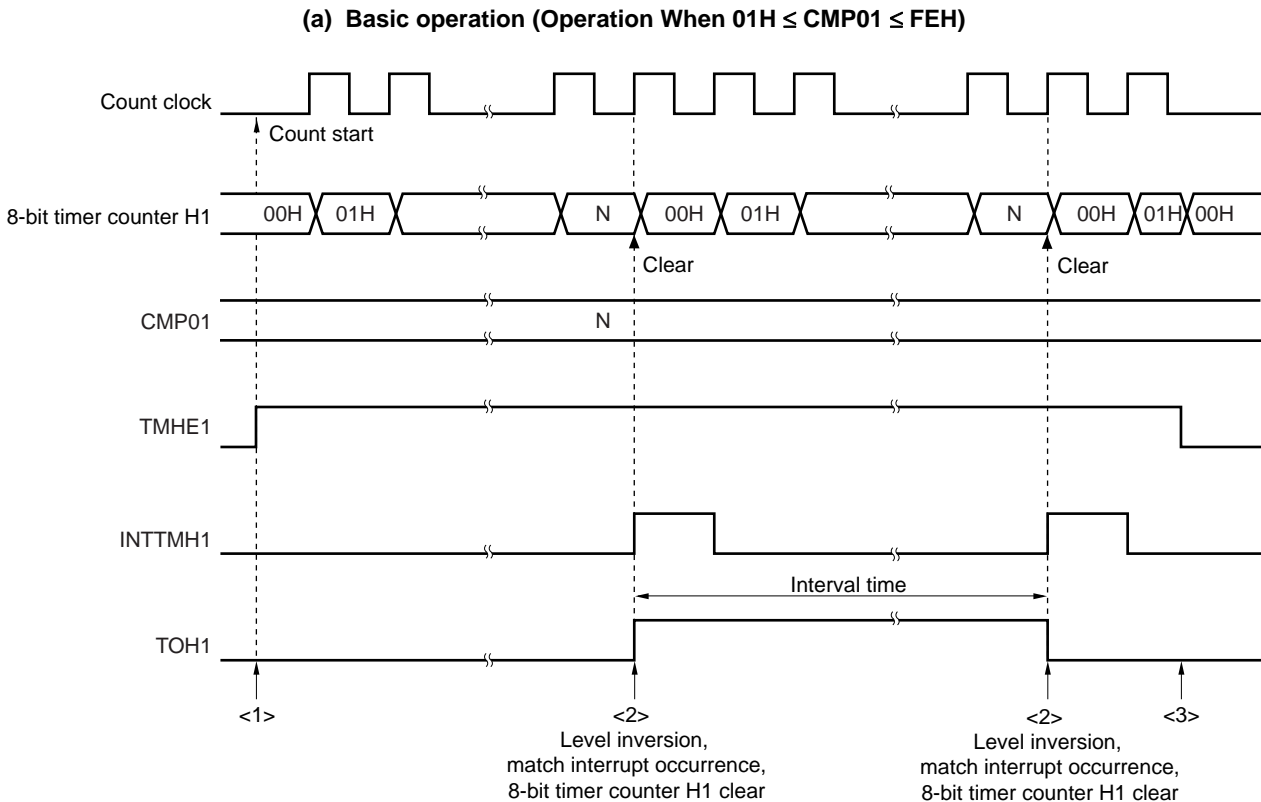 (a) Basic operation (Operation When 01H ≤ CMP01 ≤ FEH)
Count clock
Count start
8-bit timer counter H1
00H 01H N 00H 01H N 00H 01H 00H
Clear Clear
CMP01
N
TMHE1
INTTMH1
Interval time
TOH1
<1> <2> <2> <3>
Level inversion,
match interrupt occurrence,
8-bit timer counter H1 clear
Level inversion,
match interrupt occurrence,
8-bit timer counter H1 clear